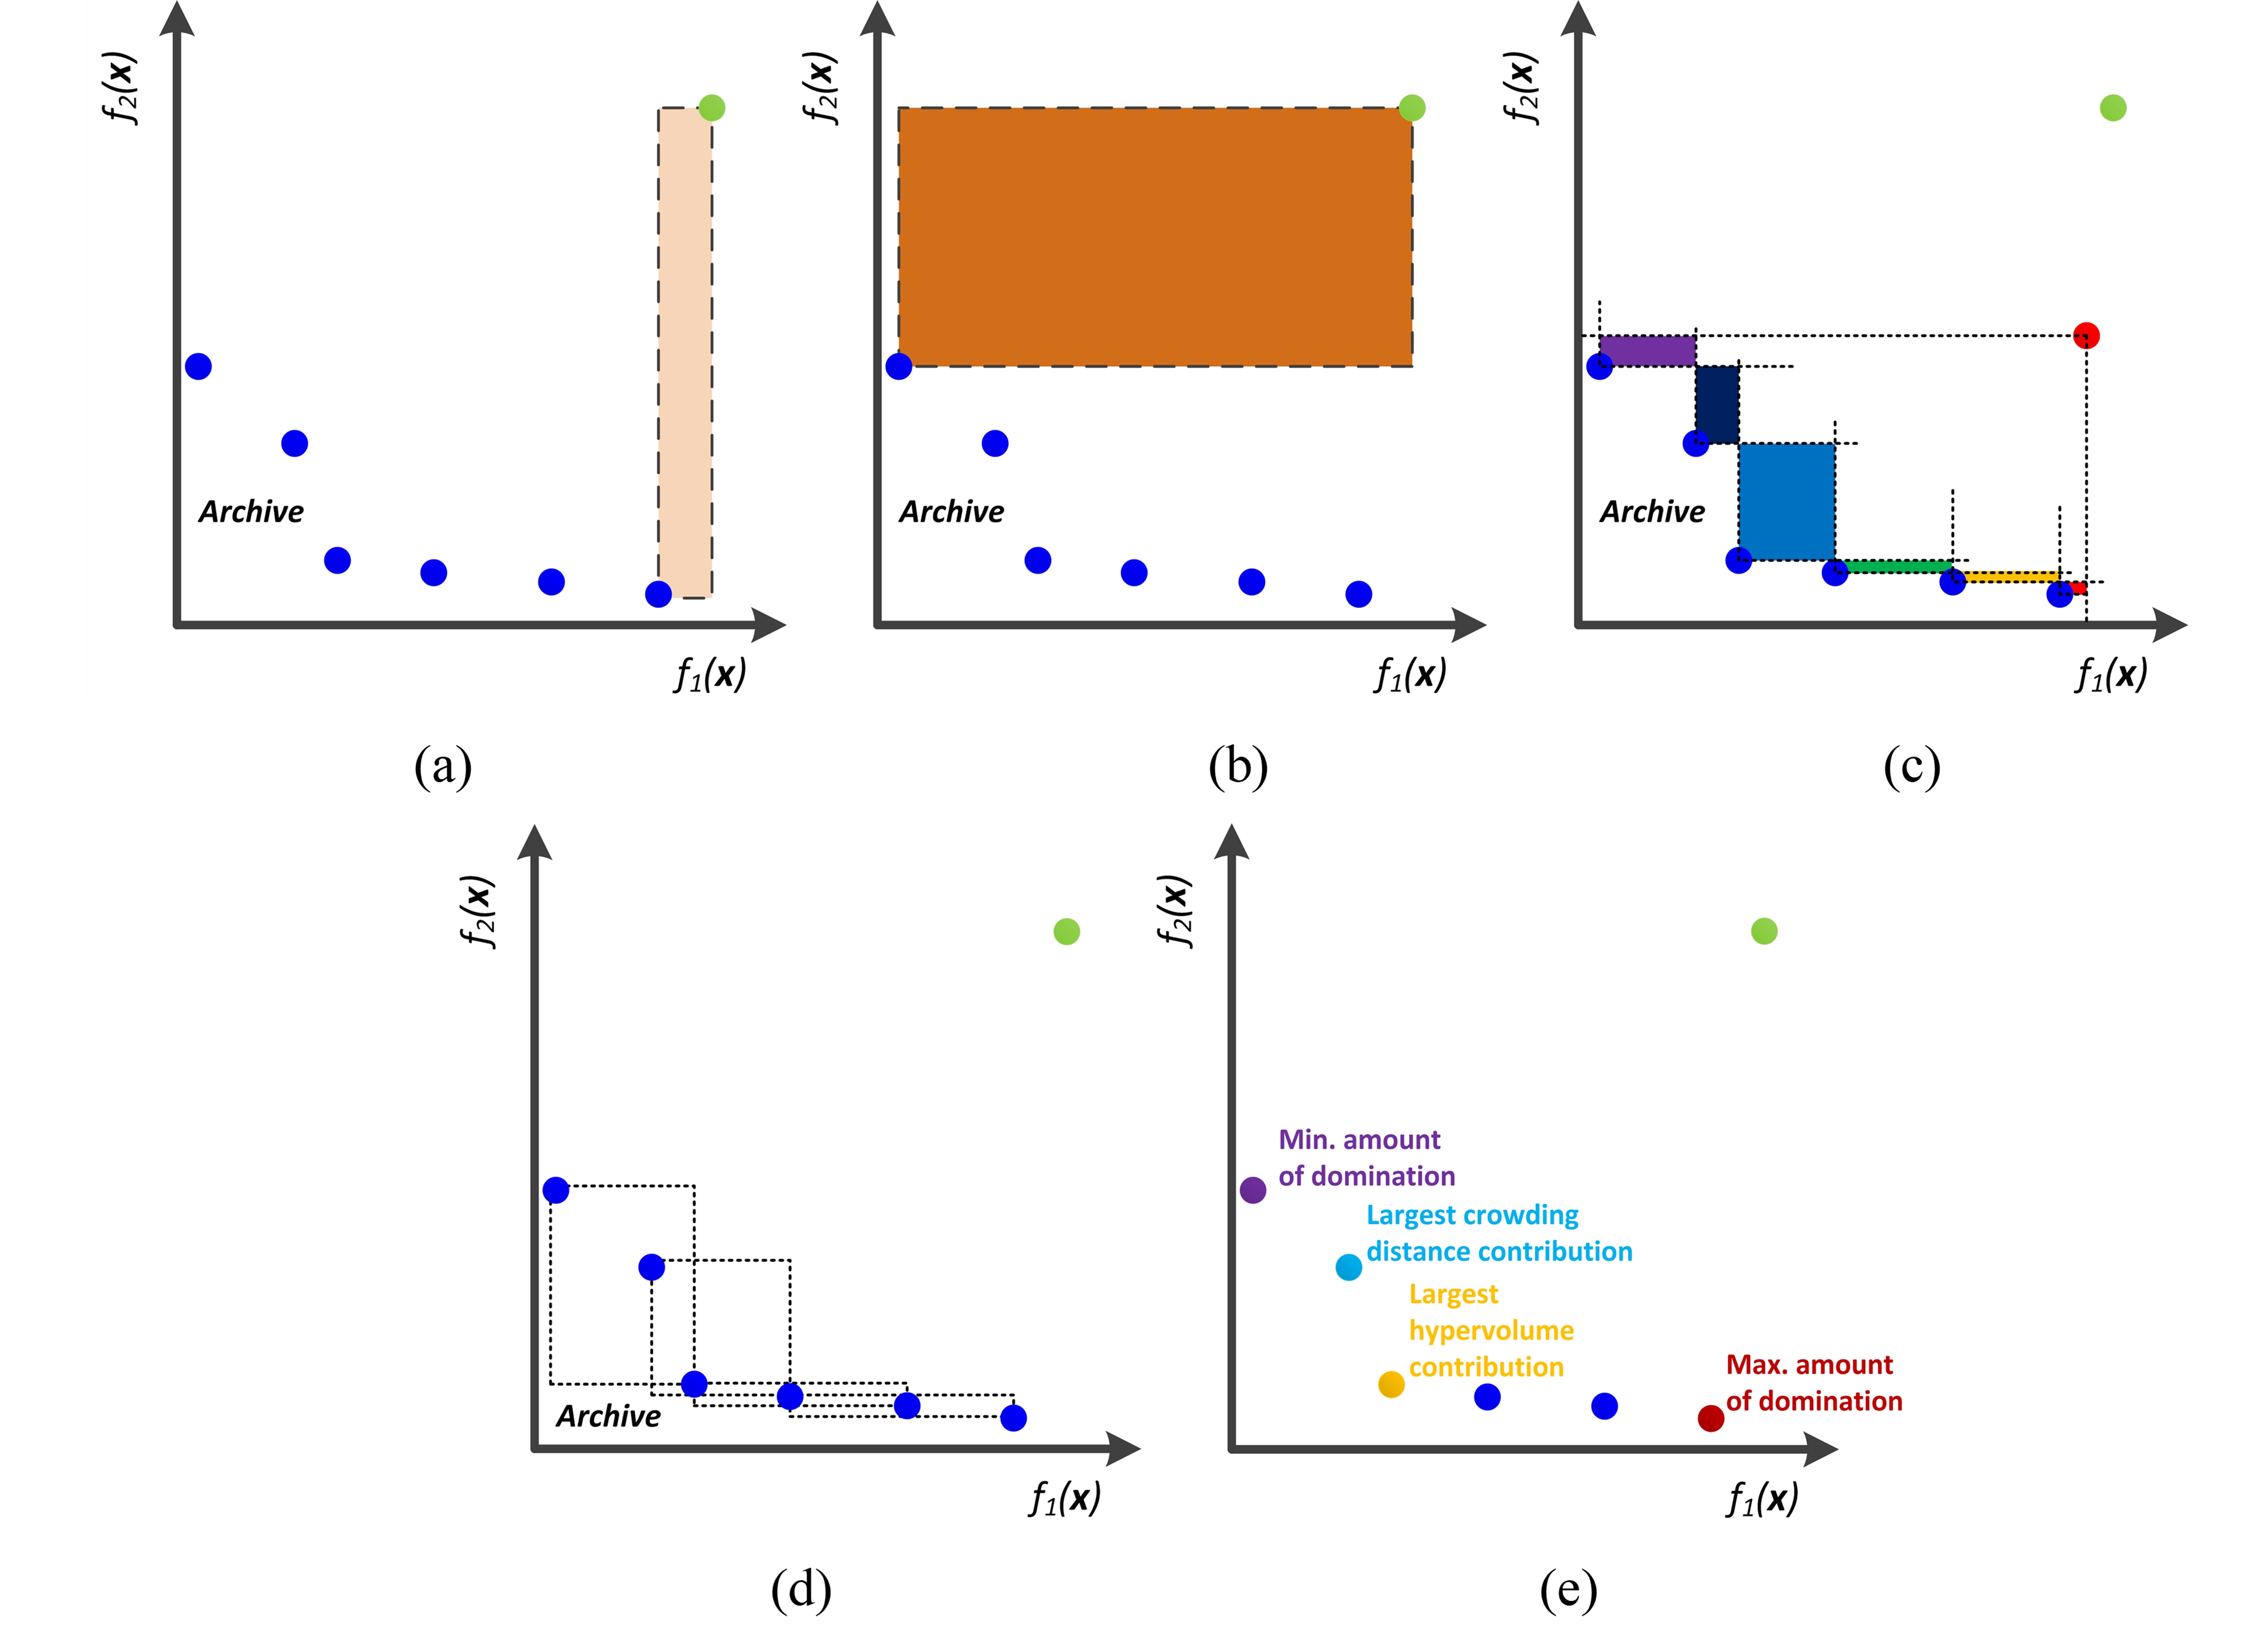 f2(x)
Archive
f1(x)
(a)
f2(x)
Archive
f1(x)
(b)
f2(x)
Archive
f1(x)
(c)
f2(x)
Archive
f1(x)
(d)
f2(x)
Min. amount
of domination
Largest crowding
distance contribution
Largest
hypervolume
contribution
Max. amount
of domination
f1(x)
(e)